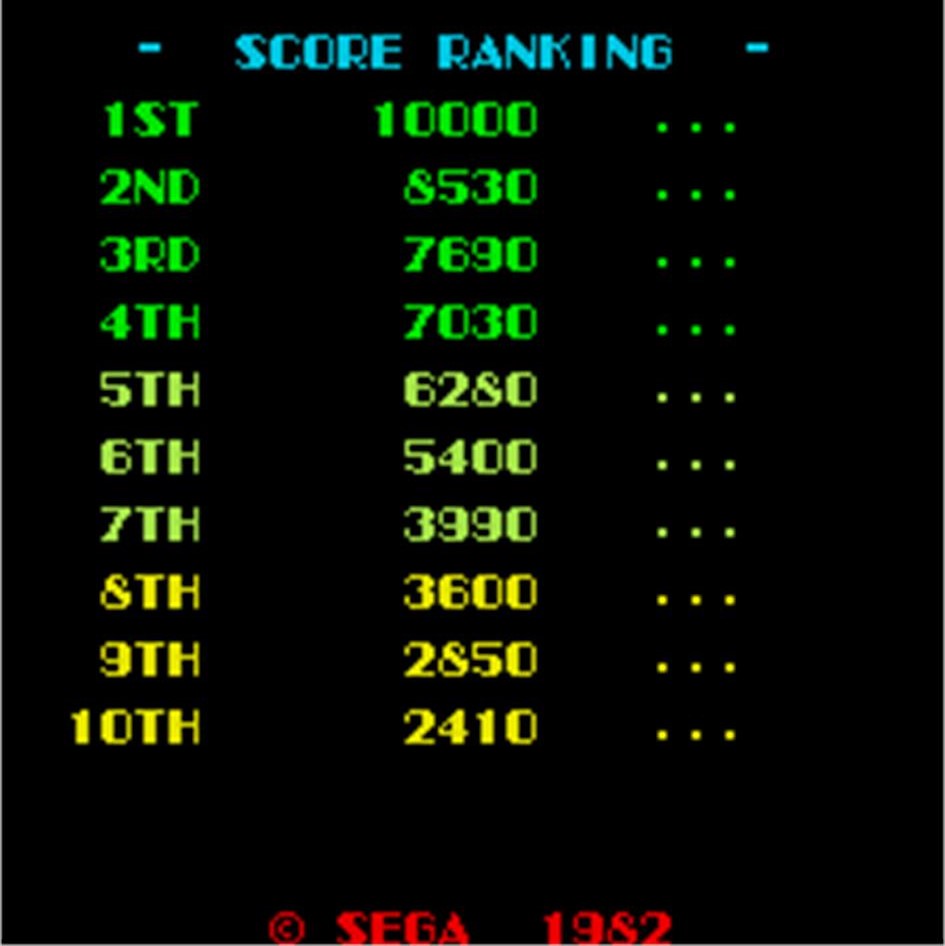 - SCORE RANKING -
1ST 10000 ...
2ND 8530 ...
3RD 7690 ...
4TH 7030 ...
5TH 6280 ...
6TH 5400 ...
7TH 3990 ...
8TH 3600 ...
9TH 2850 ...
10TH 2410 ...
© SEGA 1982